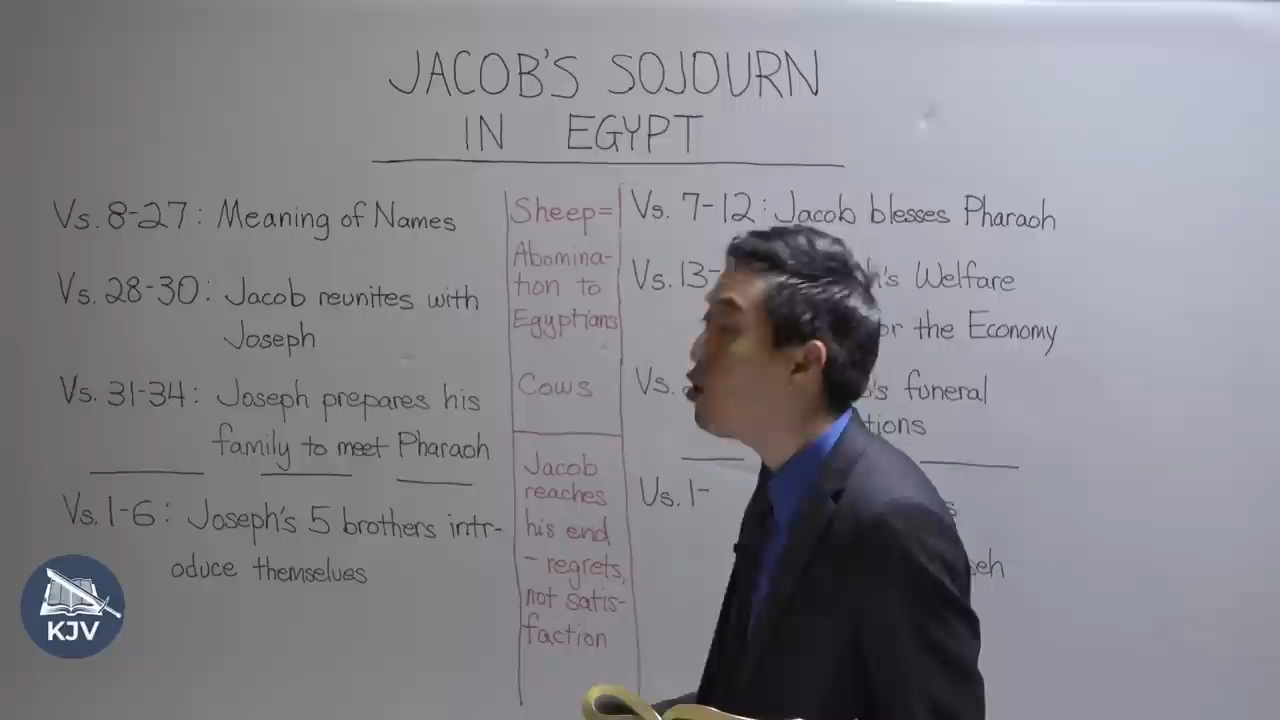 JACOB'S SOJOURN
IN EGYPT
Vs. 8-27: Meaning of Names
Vs. 28-30: Jacob reunites with
Joseph
Vs. 31-34: Joseph prepares his
family to meet Pharaoh
Vs. 1-6: Joseph's 5 brothers intr-
oduce themselves
Sheep=
Abomina-
tion to
Egyptians
Cows
Jacob
reaches
his end
- regrets,
not satis-
faction
Vs. 7-12: Jacob blesses Pharaoh
Vs. 13- Welfare
the Economy
Vs. funeral
Vs. 1-
KJV